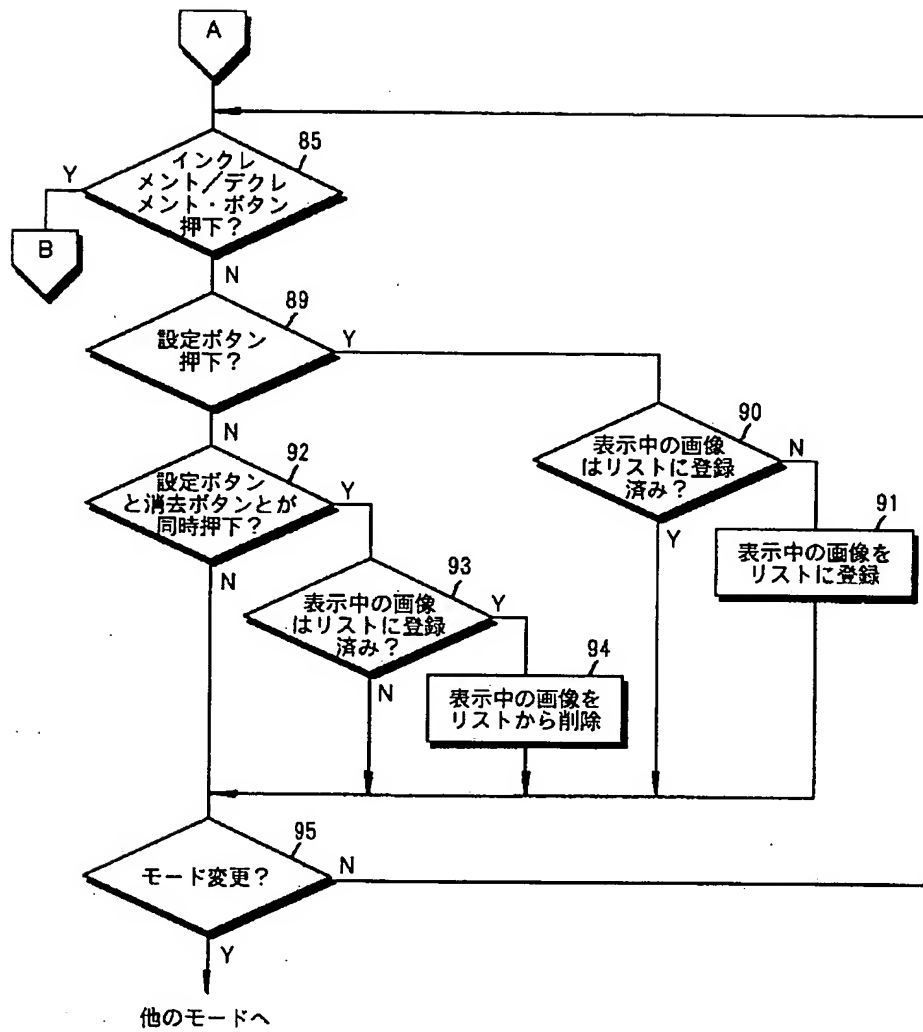 A
85
インクレ
メント／デクレ
メント・ボタン
押下？
Y
B
N
89
設定ボタン
押下？
Y
N
90
表示中の画像
はリストに登録
済み？
N
Y
91
表示中の画像を
リストに登録
92
設定ボタン
と消去ボタンとが
同時押下？
Y
N
93
表示中の画像
はリストに登録
済み？
Y
N
94
表示中の画像を
リストから削除
95
モード変更？
N
Y
他のモードへ